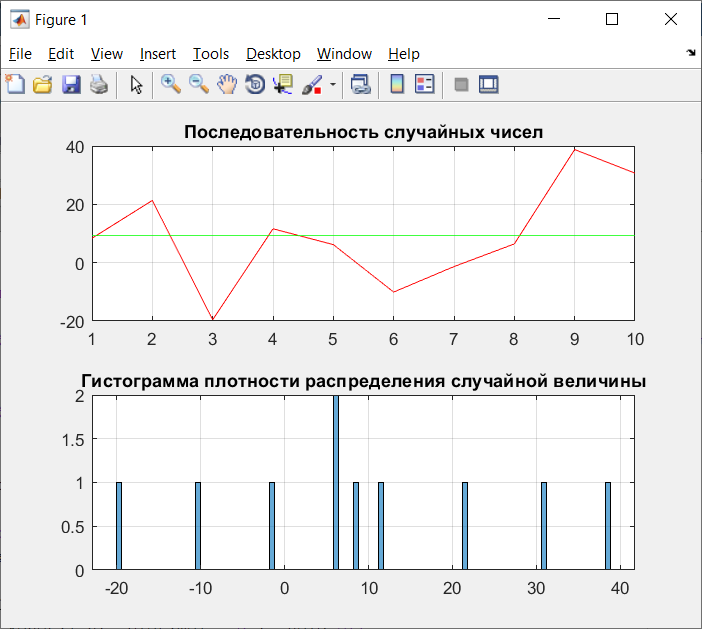 Figure 1
File Edit View Insert Tools Desktop Window Help
Последовательность случайных чисел
40
20
0
-20
1 2 3 4 5 6 7 8 9 10
Гистограмма плотности распределения случайной величины
2
1.5
1
0.5
0
-20 -10 0 10 20 30 40